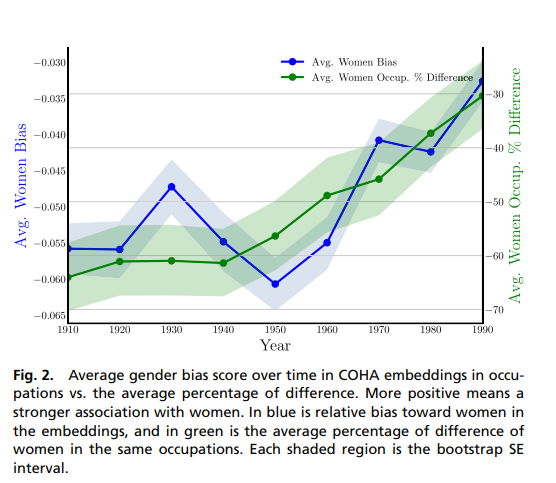 Avg. Women Bias
Avg. Women Occup. % Difference
−0.030
−0.035
−0.040
−0.045
−0.050
−0.055
−0.060
−0.065
Avg. Women Bias
−30
−40
−50
−60
−70
Avg. Women Occup. % Difference
1910 1920 1930 1940 1950 1960 1970 1980 1990
Year
Fig. 2. Average gender bias score over time in COHA embeddings in occu-
pations vs. the average percentage of difference. More positive means a
stronger association with women. In blue is relative bias toward women in
the embeddings, and in green is the average percentage of difference of
women in the same occupations. Each shaded region is the bootstrap SE
interval.